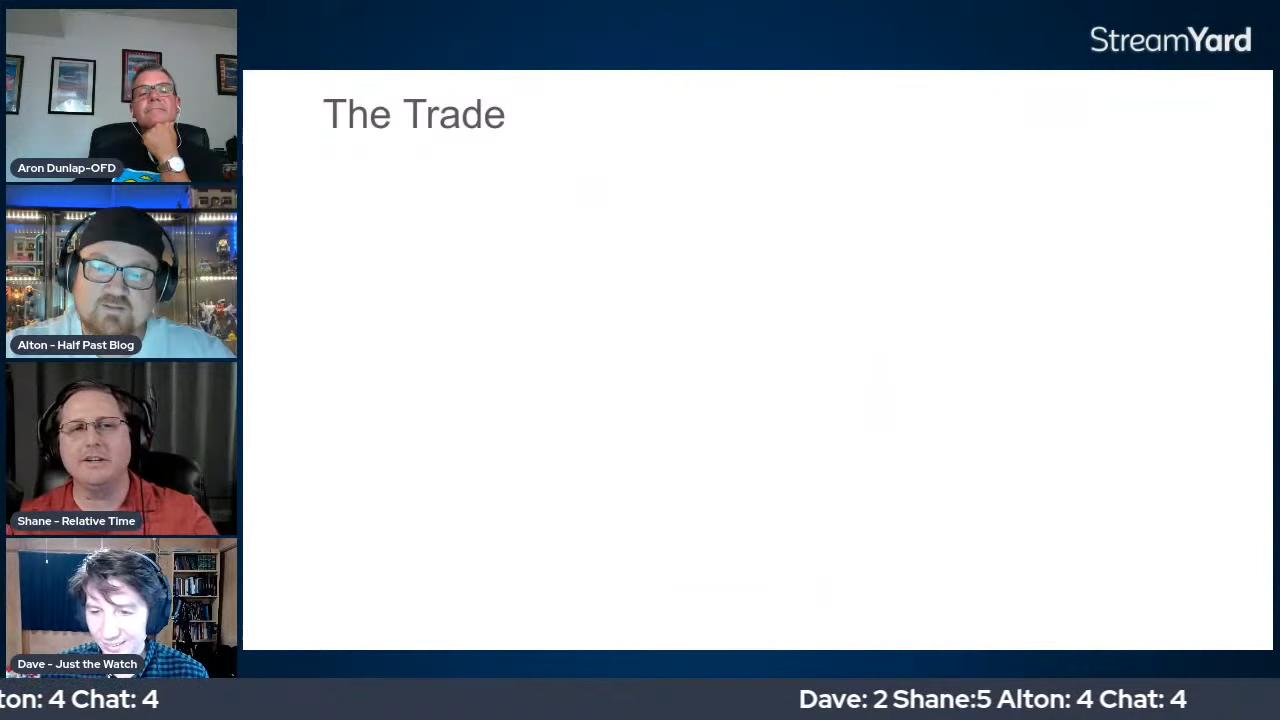 StreamYard
The Trade
Aron Dunlap-OFD
Alton - Half Past Blog
Shane - Relative Time
Dave - Just the Watch
ton: 4 Chat: 4
Dave: 2 Shane:5 Alton: 4 Chat: 4